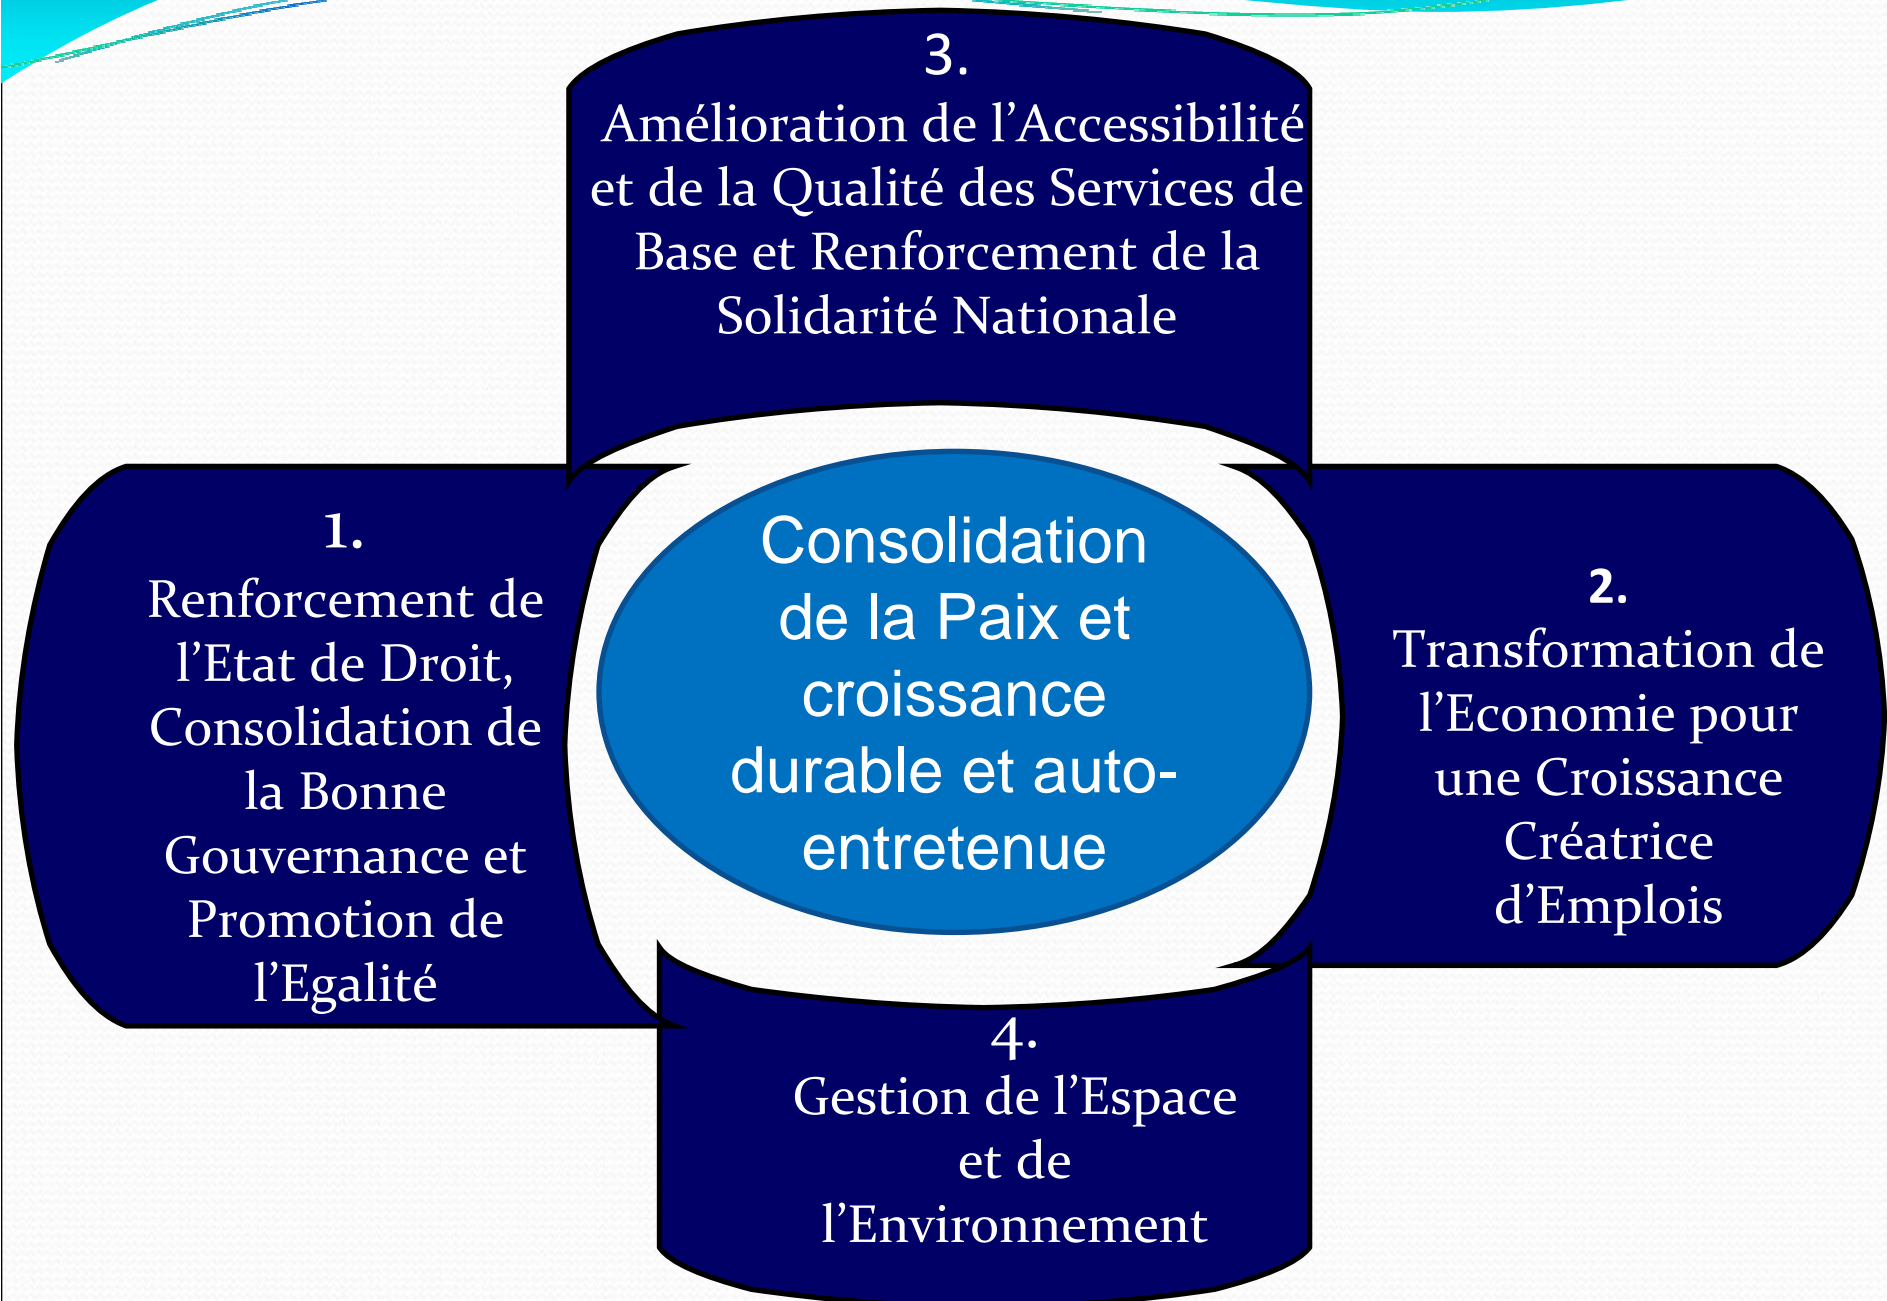 3.
Amélioration de l’Accessibilité
et de la Qualité des Services de
Base et Renforcement de la
Solidarité Nationale
1.
Renforcement de
l’Etat de Droit,
Consolidation de
la Bonne
Gouvernance et
Promotion de
l’Egalité
Consolidation
de la Paix et
croissance
durable et auto-
entretenue
2.
Transformation de
l’Economie pour
une Croissance
Créatrice
d’Emplois
4.
Gestion de l’Espace
et de
l’Environnement